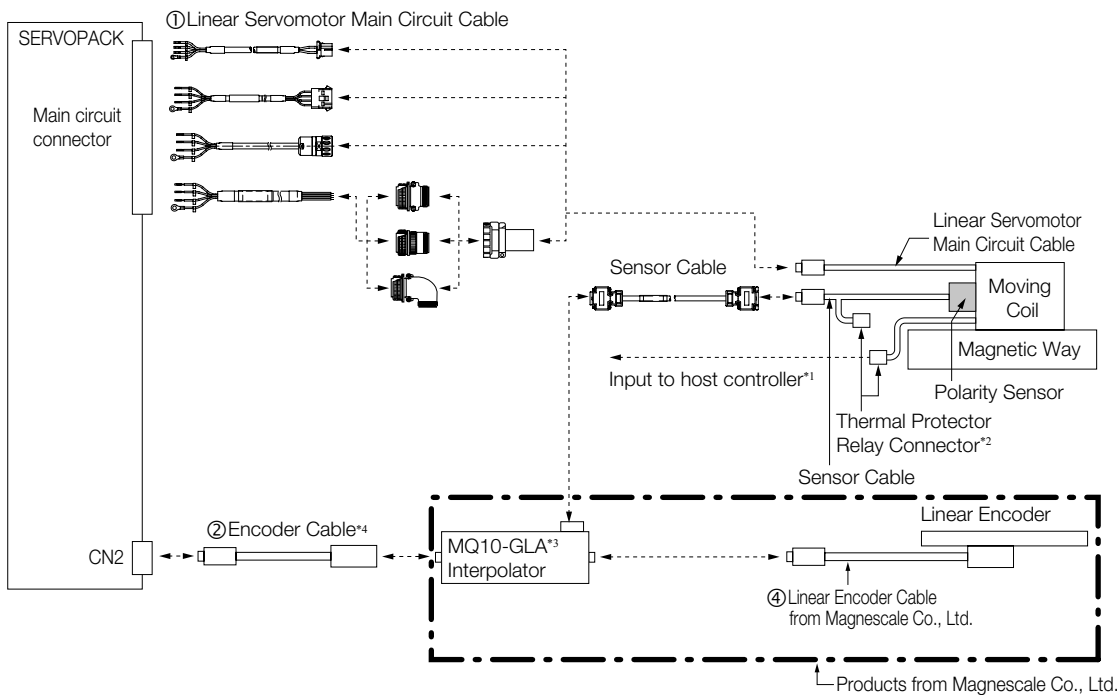 ①Linear Servomotor Main Circuit Cable
SERVOPACK
Main circuit
connector
Linear Servomotor
Main Circuit Cable
Sensor Cable
Moving
Coil
Magnetic Way
Input to host controller*1
Polarity Sensor
Thermal Protector
Relay Connector*2
Sensor Cable
②Encoder Cable*4
Linear Encoder
CN2
MQ10-GLA*3
Interpolator
④Linear Encoder Cable
from Magnescale Co., Ltd.
Products from Magnescale Co., Ltd.